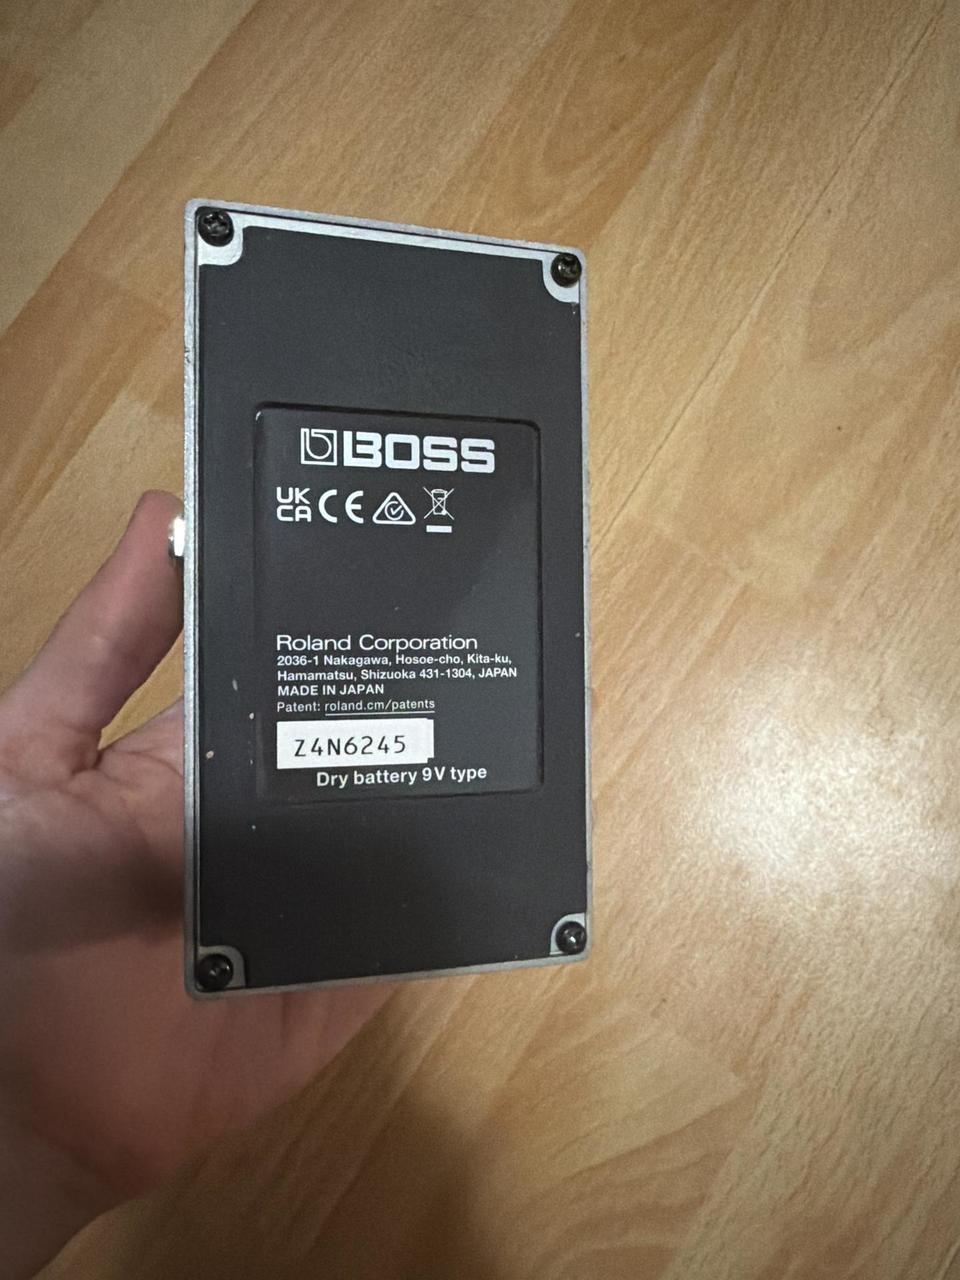 BOSS
UK
CA CE
Roland Corporation
2036-1 Nakagawa, Hosoe-cho, Kita-ku,
Hamamatsu, Shizuoka 431-1304, JAPAN
MADE IN JAPAN
Patent: roland.cm/patents
Z4N6245
Dry battery 9V type